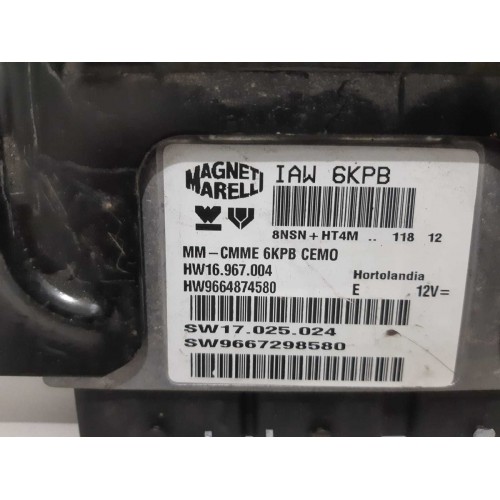 MAGNETI
MARELLI
IAW 6KPB
8NSN+HT4M .. 118 12
MM-CMME 6KPB CEMO
HW16.967.004
Hortolandia
HW9664874580
E 12V=
SW17.025.024
SW9667298580